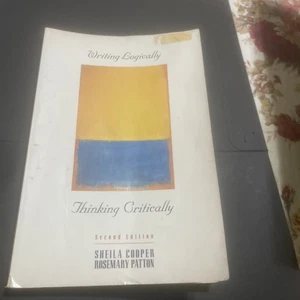 Writing Logically
Thinking Critically
Second Edition
SHEILA COOPER
ROSEMARY PATTON